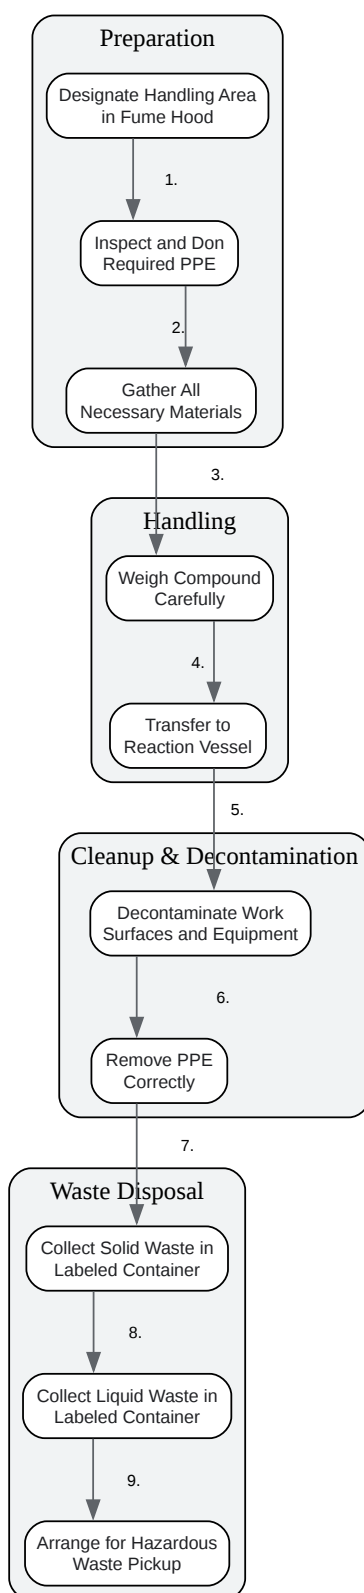 Preparation
Designate Handling Area
in Fume Hood
1.
Inspect and Don
Required PPE
2.
Gather All
Necessary Materials
3.
Handling
Weigh Compound
Carefully
4.
Transfer to
Reaction Vessel
5.
Cleanup & Decontamination
Decontaminate Work
Surfaces and Equipment
6.
Remove PPE
Correctly
7.
Waste Disposal
Collect Solid Waste in
Labeled Container
8.
Collect Liquid Waste in
Labeled Container
9.
Arrange for Hazardous
Waste Pickup